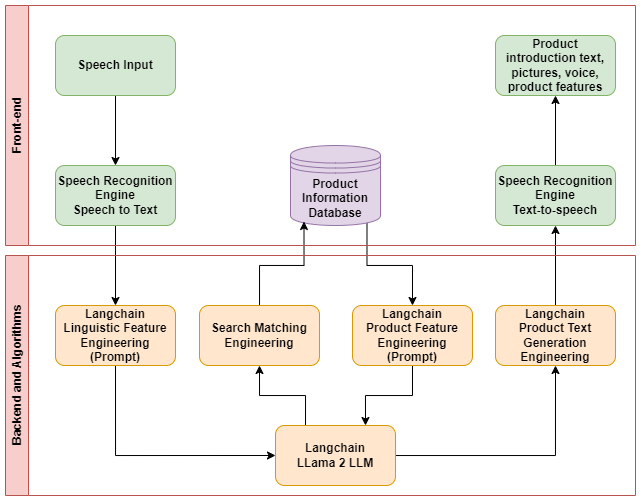 Front-end
Speech Input
Product
introduction text,
pictures, voice,
product features
Speech Recognition
Engine
Speech to Text
Product
Information
Database
Speech Recognition
Engine
Text-to-speech
Backend and Algorithms
Langchain
Linguistic Feature
Engineering
(Prompt)
Search Matching
Engineering
Langchain
Product Feature
Engineering
(Prompt)
Langchain
Product Text
Generation
Engineering
Langchain
LLama 2 LLM